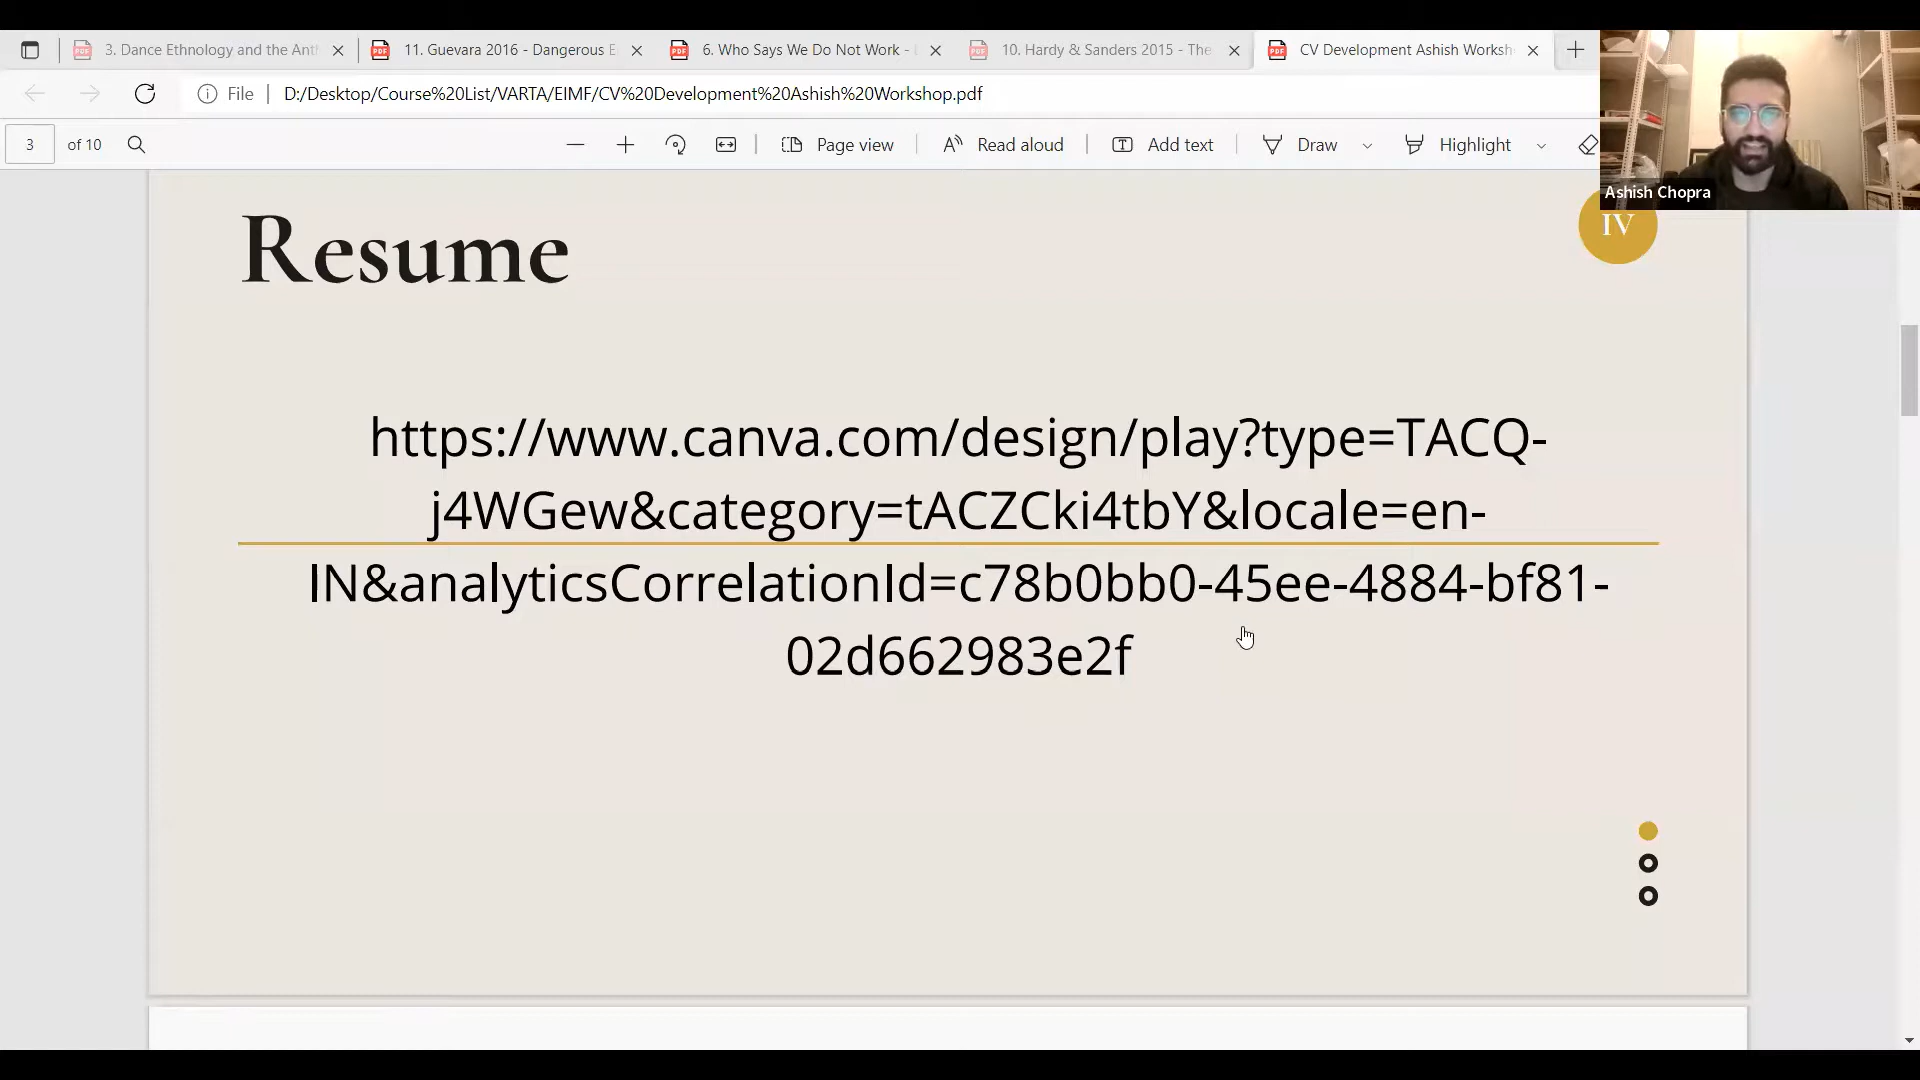 3. Dance Ethnology and the Ant
11. Guevara 2016 - Dangerous E
6. Who Says We Do Not Work -
10. Hardy & Sanders 2015 - The
CV Development Ashish Worksh
File
D:/Desktop/Course%20List/VARTA/EIMF/CV%20Development%20Ashish%20Workshop.pdf
3
of 10
Page view
Read aloud
Add text
Draw
Highlight
Ashish Chopra
IV
Resume
https://www.canva.com/design/play?type=TACQ-
j4WGew&category=tACZCki4tbY&locale=en-
IN&analyticsCorrelationId=c78b0bb0-45ee-4884-bf81-
02d662983e2f